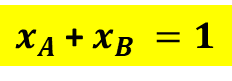 x_A + x_B = 1